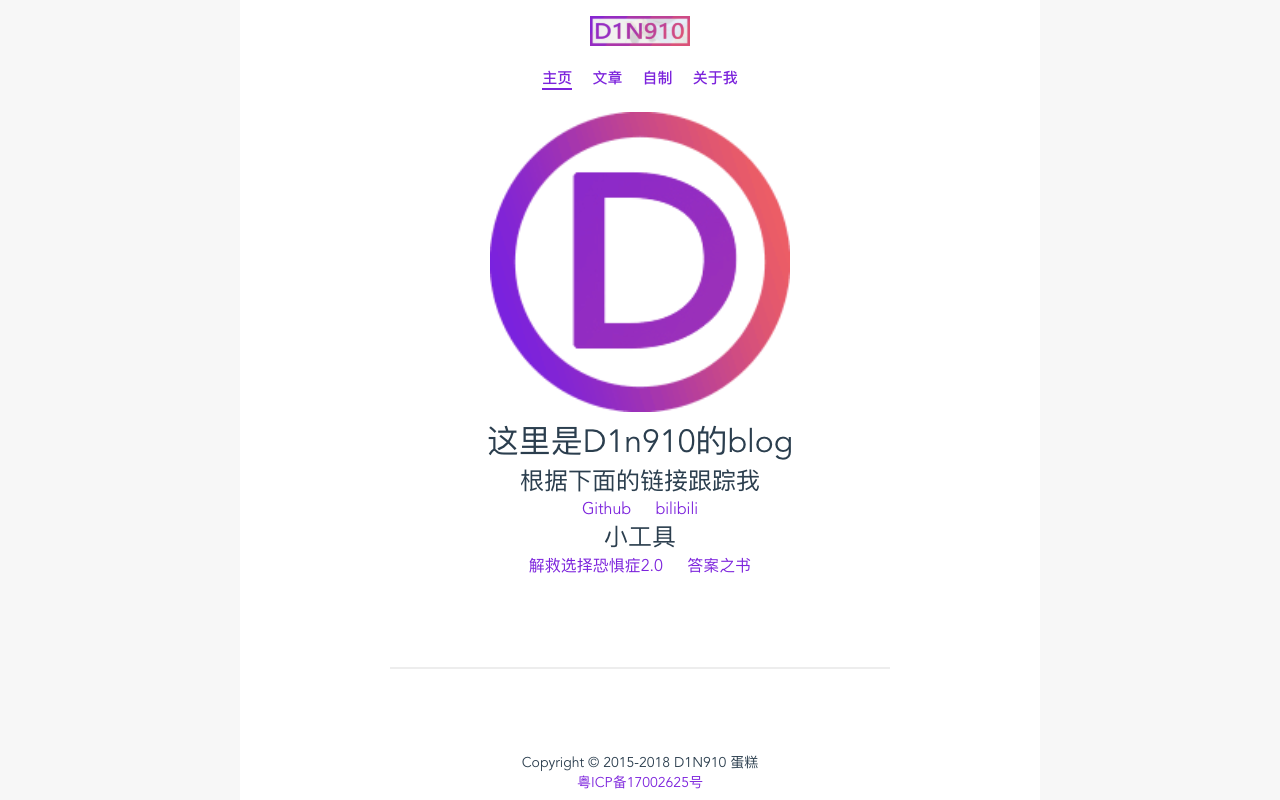 D1N910
主页 文章 自制 关于我
D
这里是D1n910的blog
根据下面的链接跟踪我
Github bilibili
小工具
解救选择恐惧症2.0 答案之书
Copyright © 2015-2018 D1N910 蛋糕
粤ICP备17002625号